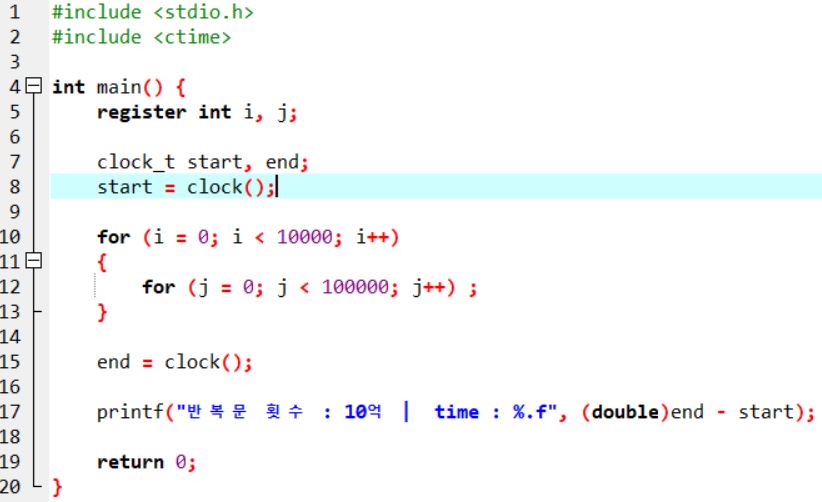 1 #include <stdio.h>
2 #include <ctime>
3
4 int main() {
5 register int i, j;
6
7 clock_t start, end;
8 start = clock();
9
10 for (i = 0; i < 10000; i++)
11 {
12 for (j = 0; j < 100000; j++) ;
13 }
14
15 end = clock();
16
17 printf("반복문 횟수 : 10억 | time : %.f", (double)end - start);
18
19 return 0;
20 }